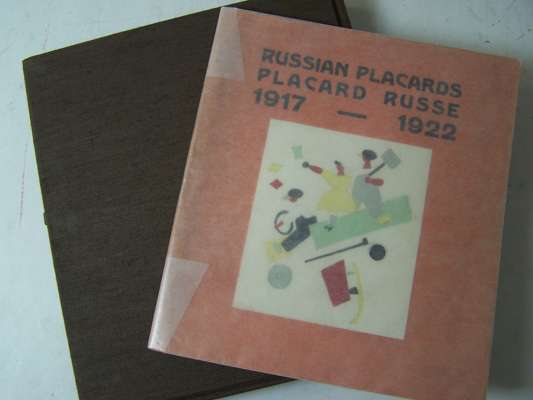 RUSSIAN PLACARDS
PLACARD RUSSE
1917 — 1922